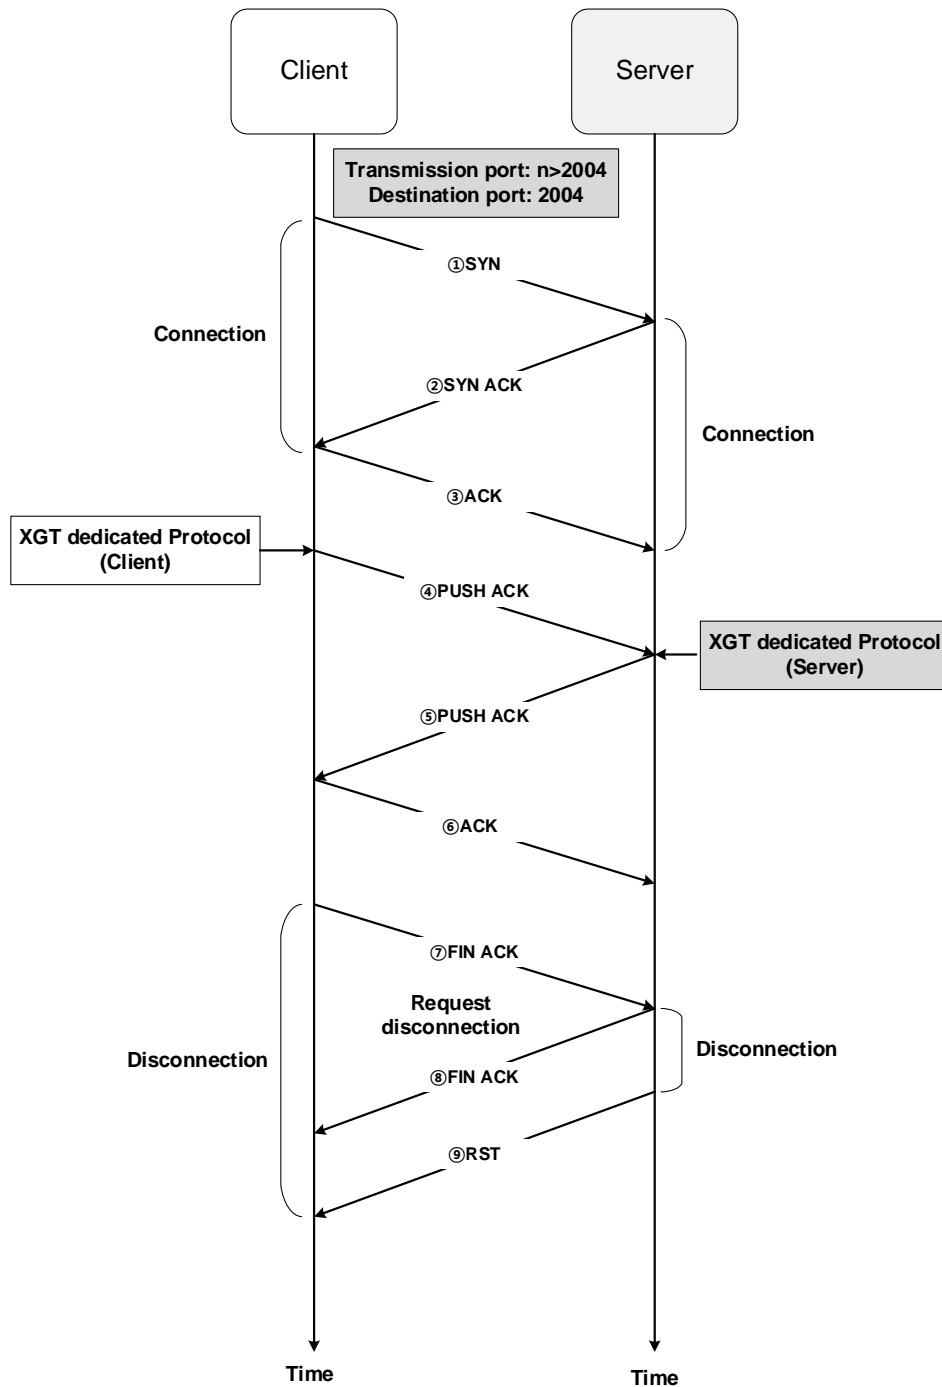 Client
Server
Transmission port: n>2004
Destination port: 2004
①SYN
Connection
②SYN ACK
Connection
③ACK
XGT dedicated Protocol
(Client)
④PUSH ACK
XGT dedicated Protocol
(Server)
⑤PUSH ACK
⑥ACK
⑦FIN ACK
Request
disconnection
Disconnection
Disconnection
⑧FIN ACK
⑨RST
Time
Time